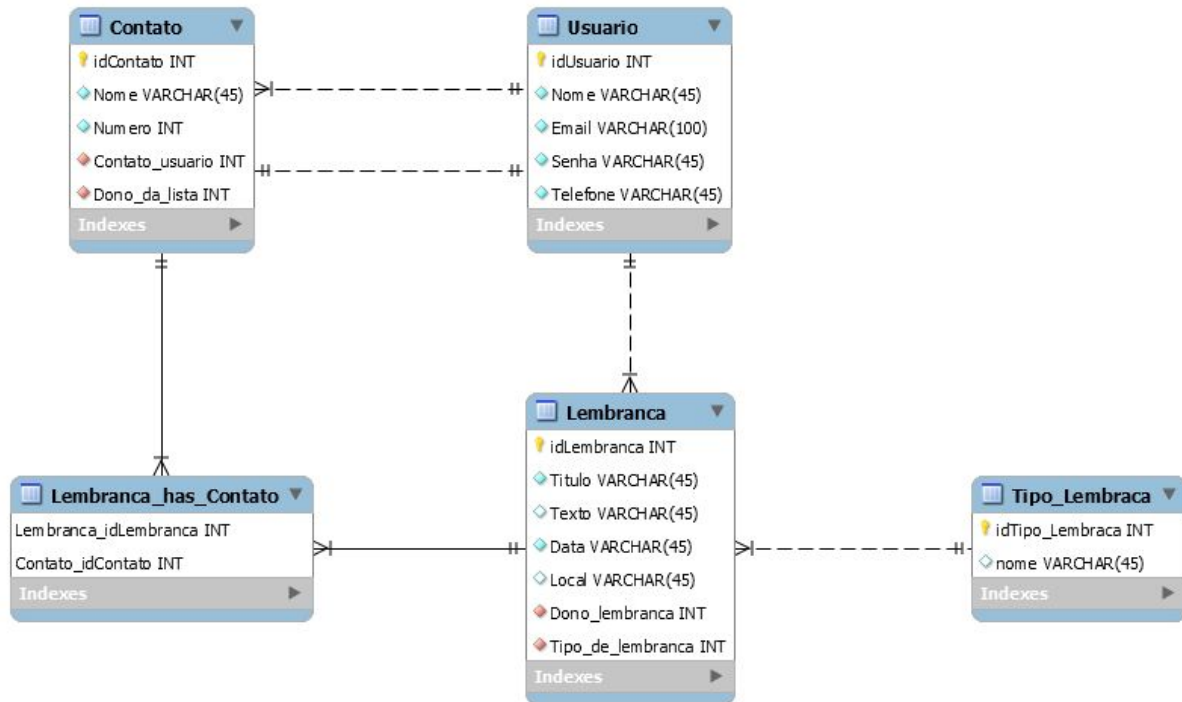 Contato
idContato INT
Nome VARCHAR(45)
Numero INT
Contato_usuario INT
Dono_da_lista INT
Indexes
Usuario
idUsuario INT
Nome VARCHAR(45)
Email VARCHAR(100)
Senha VARCHAR(45)
Telefone VARCHAR(45)
Indexes
Lembranca_has_Contato
Lembranca_idLembranca INT
Contato_idContato INT
Indexes
Lembranca
idLembranca INT
Titulo VARCHAR(45)
Texto VARCHAR(45)
Data VARCHAR(45)
Local VARCHAR(45)
Dono_lembranca INT
Tipo_de_lembranca INT
Indexes
Tipo_Lembraca
idTipo_Lembraca INT
nome VARCHAR(45)
Indexes